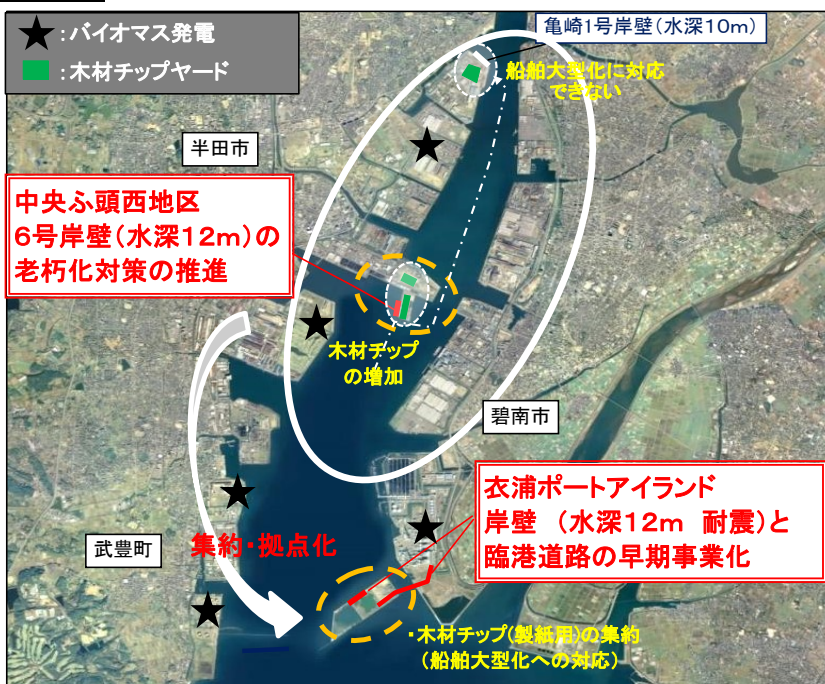 ★：バイオマス発電
：木材チップヤード
亀崎1号岸壁（水深10m）
船舶大型化に対応
できない
半田市
中央ふ頭西地区
6号岸壁（水深12m）の
老朽化対策の推進
木材チップ
の増加
碧南市
衣浦ポートアイランド
岸壁　（水深12m　耐震）と
臨港道路の早期事業化
武豊町
集約・拠点化
・木材チップ（製紙用）の集約
（船舶大型化への対応）